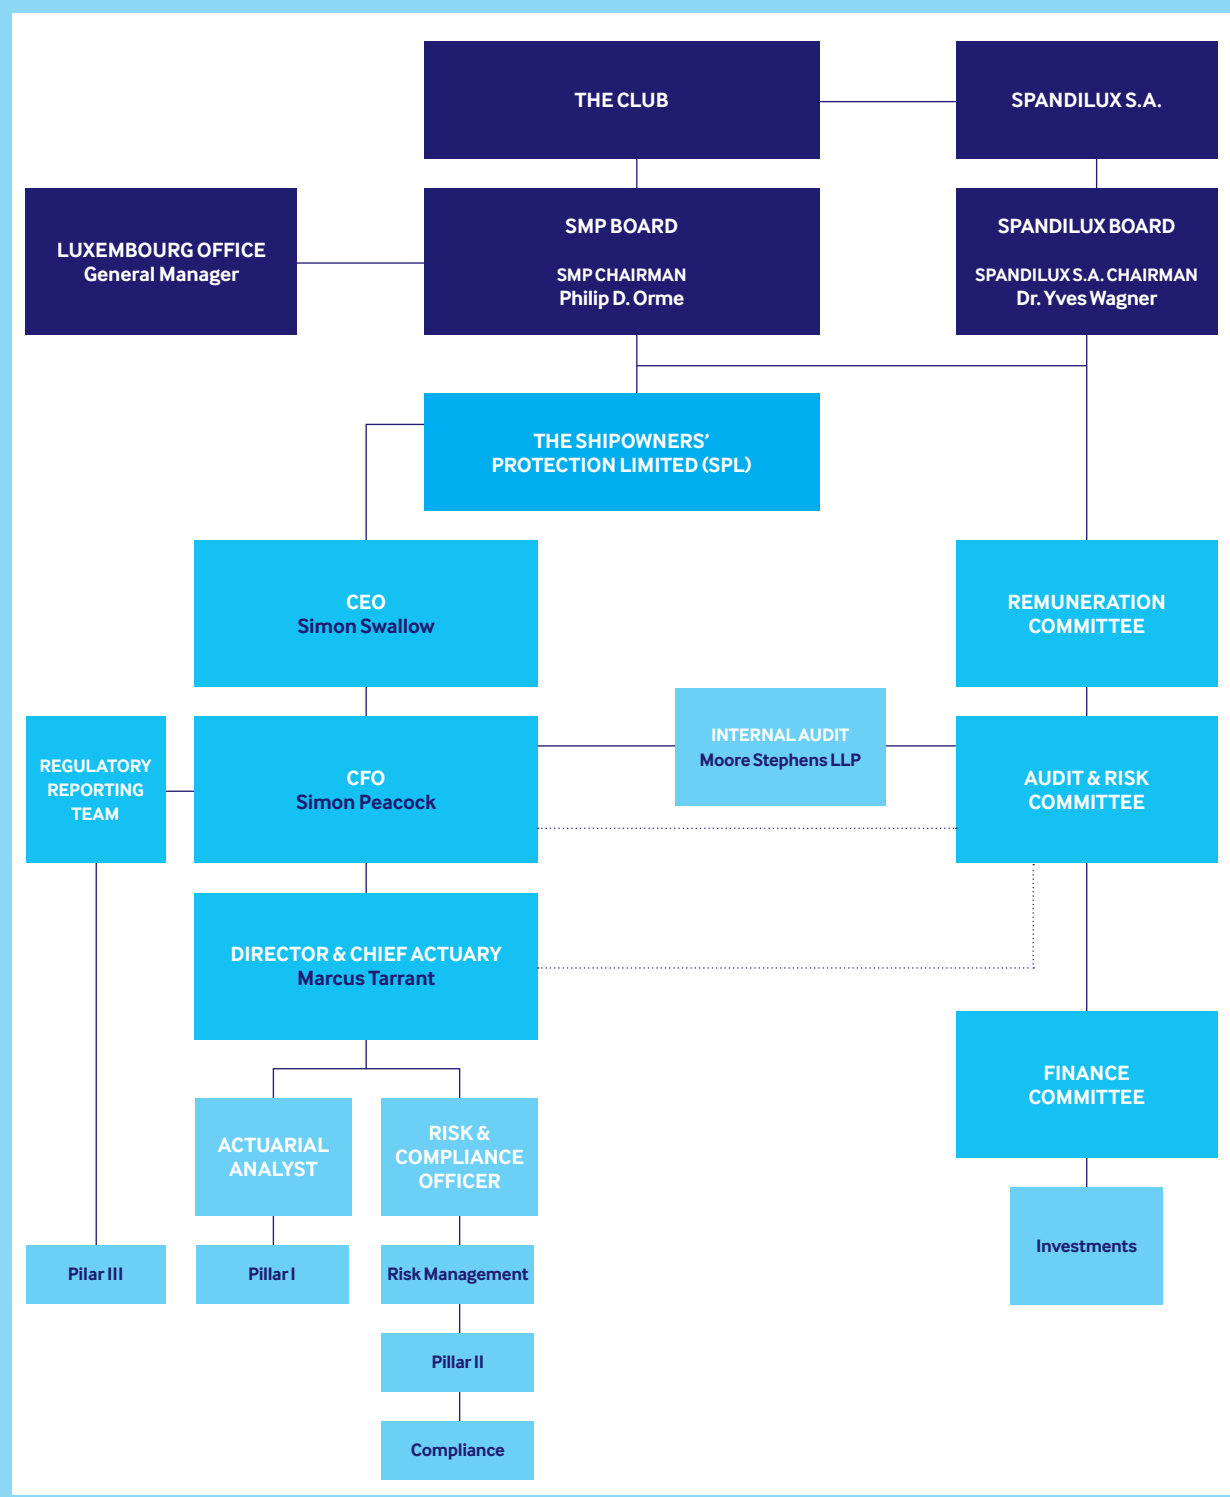 THE CLUB
SPANDILUX S.A.
LUXEMBOURG OFFICE
General Manager
SMP BOARD
SMP CHAIRMAN
Philip D. Orme
SPANDILUX BOARD
SPANDILUX S.A. CHAIRMAN
Dr. Yves Wagner
THE SHIPOWNERS’
PROTECTION LIMITED (SPL)
CEO
Simon Swallow
REMUNERATION
COMMITTEE
REGULATORY
REPORTING
TEAM
CFO
Simon Peacock
INTERNAL AUDIT
Moore Stephens LLP
AUDIT & RISK
COMMITTEE
DIRECTOR & CHIEF ACTUARY
Marcus Tarrant
FINANCE
COMMITTEE
ACTUARIAL
ANALYST
RISK &
COMPLIANCE
OFFICER
Investments
Pilar III
Pillar I
Risk Management
Pillar II
Compliance